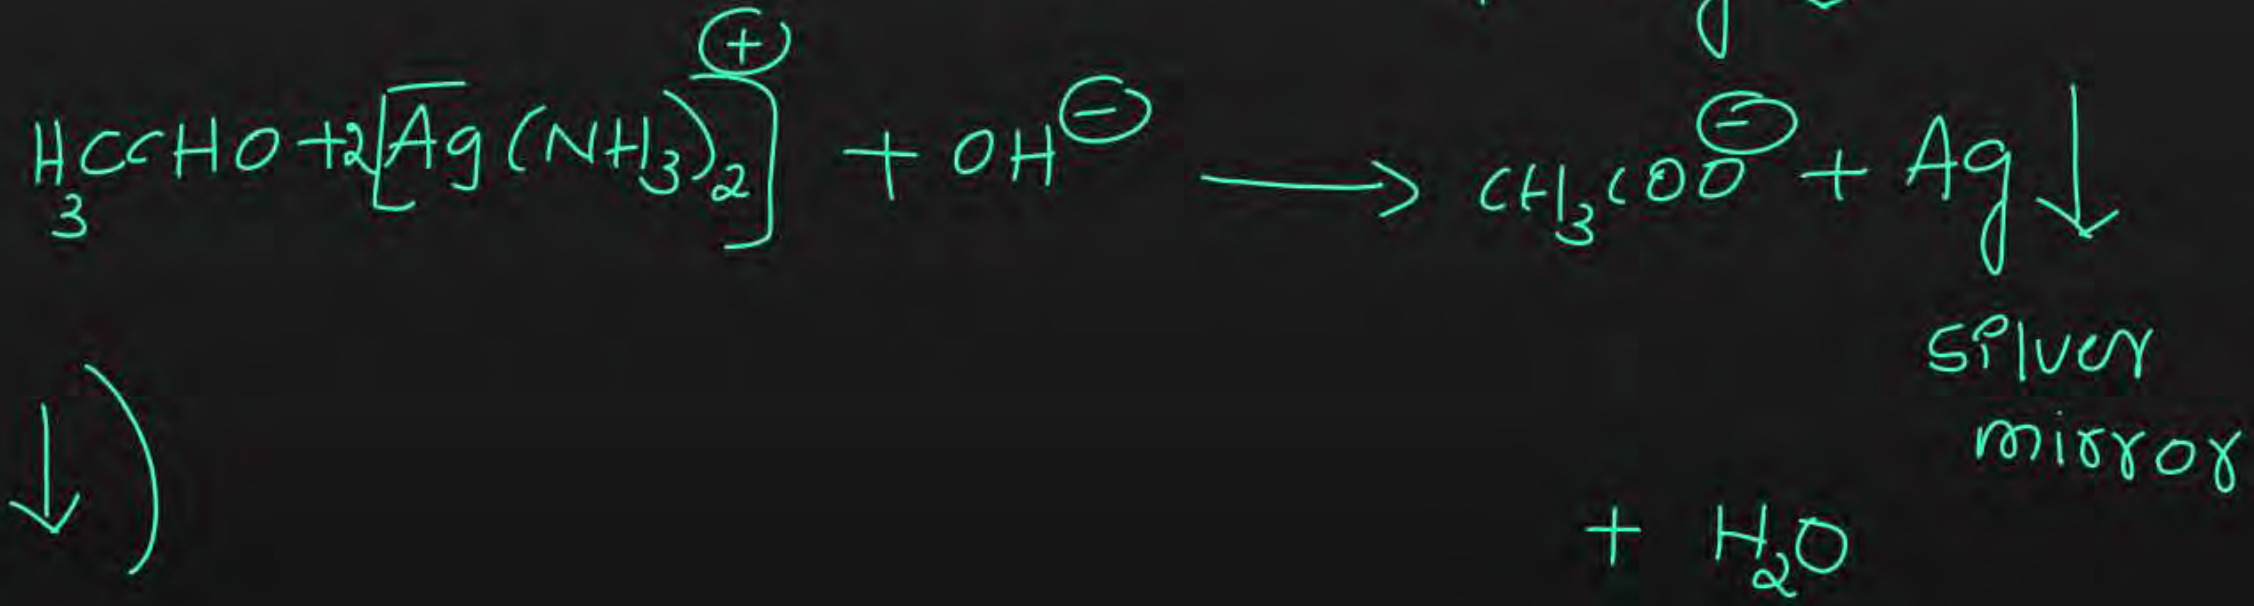 H₃CCHO + 2[Ag(NH₃)₂]⊕ + OH⊖ ⟶ CH₃COO⊖ + Ag↓
silver
mirror
+ H₂O